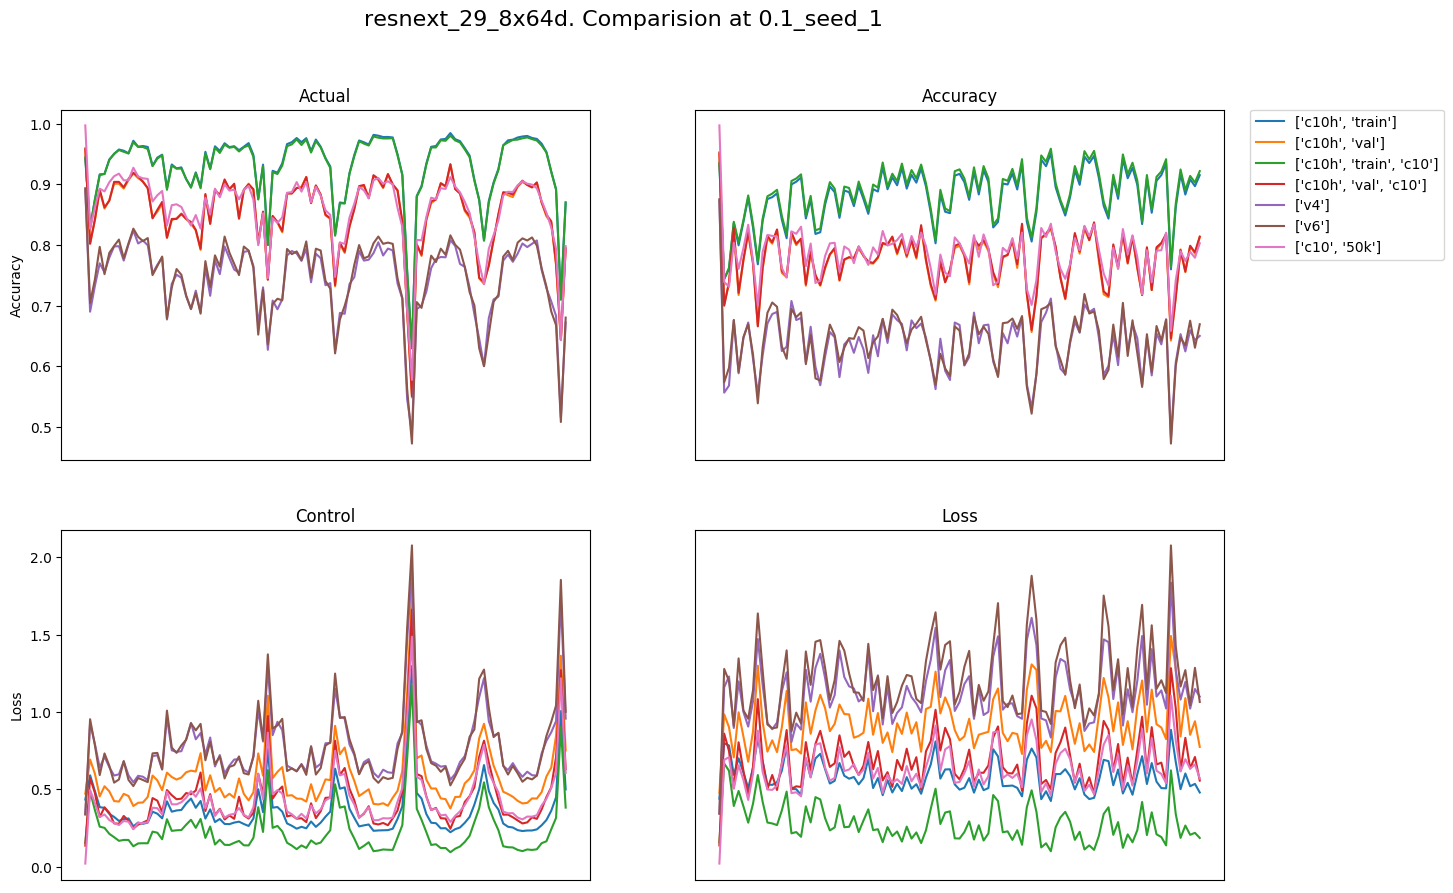 resnext_29_8x64d. Comparision at 0.1_seed_1
Actual
Accuracy
1.0
0.9
0.8
0.7
0.6
0.5
Accuracy
['c10h', 'train']
['c10h', 'val']
['c10h', 'train', 'c10']
['c10h', 'val', 'c10']
['v4']
['v6']
['c10', '50k']
Control
Loss
2.0
1.5
1.0
0.5
0.0
Loss